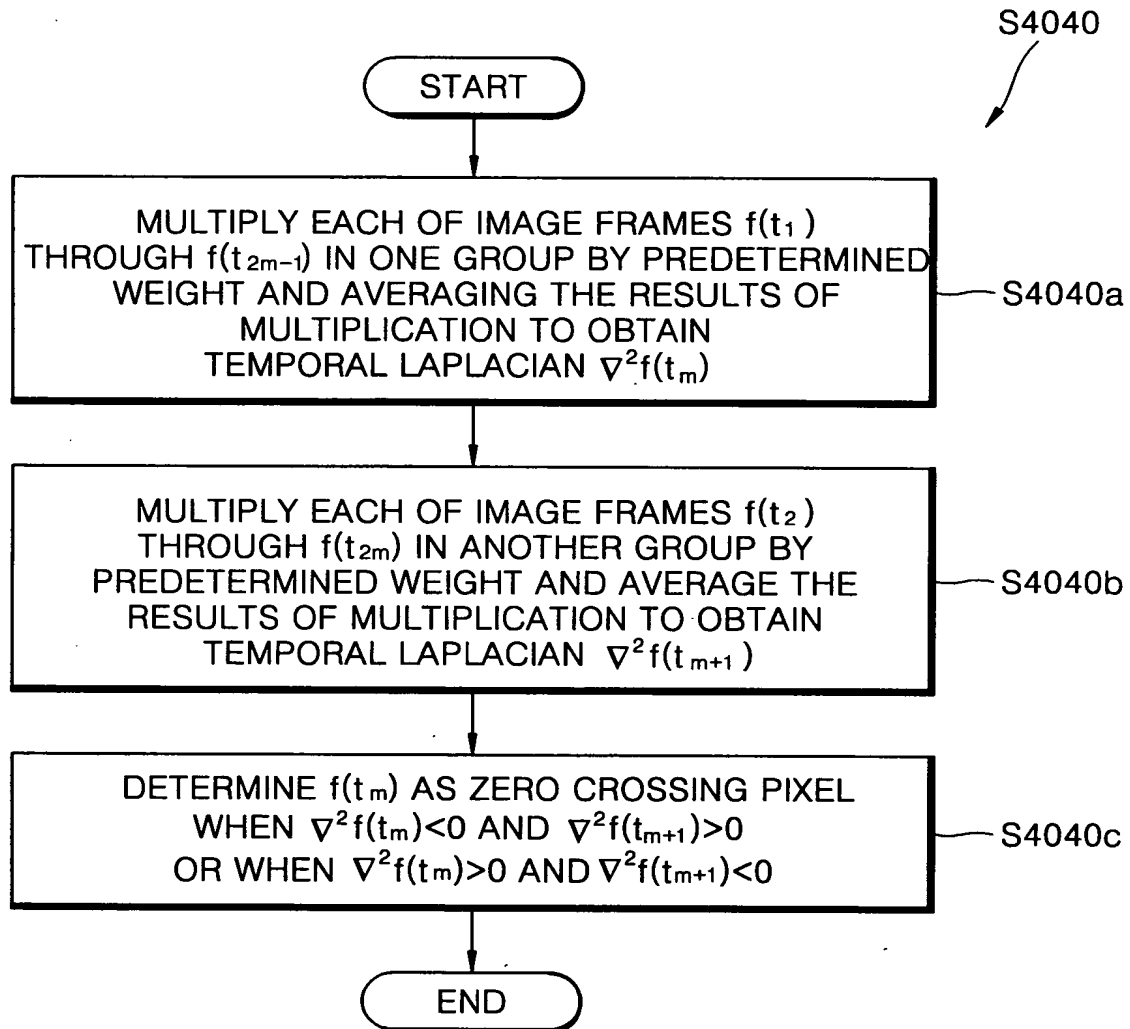 S4040
START
MULTIPLY EACH OF IMAGE FRAMES f(t₁)
THROUGH f(t₂ₘ₋₁) IN ONE GROUP BY PREDETERMINED
WEIGHT AND AVERAGING THE RESULTS OF
MULTIPLICATION TO OBTAIN
TEMPORAL LAPLACIAN ∇²f(tₘ)
S4040a
MULTIPLY EACH OF IMAGE FRAMES f(t₂)
THROUGH f(t₂ₘ) IN ANOTHER GROUP BY
PREDETERMINED WEIGHT AND AVERAGE THE
RESULTS OF MULTIPLICATION TO OBTAIN
TEMPORAL LAPLACIAN ∇²f(tₘ₊₁)
S4040b
DETERMINE f(tₘ) AS ZERO CROSSING PIXEL
WHEN ∇²f(tₘ)<0 AND ∇²f(tₘ₊₁)>0
OR WHEN ∇²f(tₘ)>0 AND ∇²f(tₘ₊₁)<0
S4040c
END